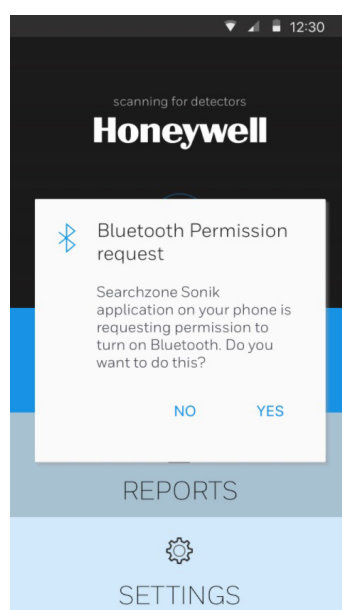 12:30
scanning for detectors
Honeywell
Bluetooth Permission
request
Searchzone Sonik
application on your phone is
requesting permission to
turn on Bluetooth. Do you
want to do this?
NO YES
REPORTS
SETTINGS